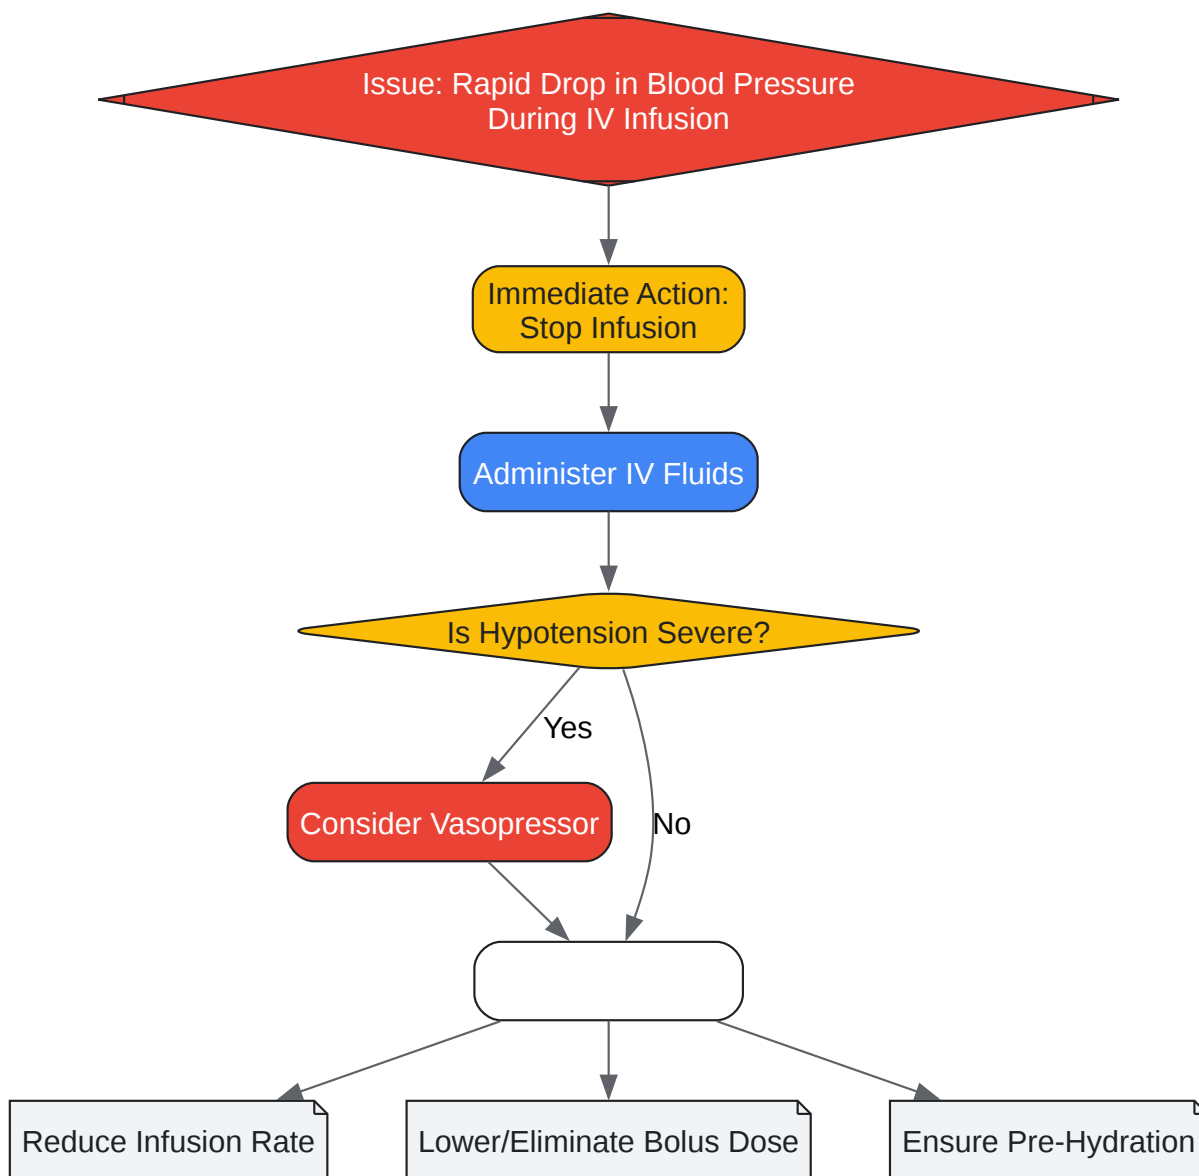 Issue: Rapid Drop in Blood Pressure
During IV Infusion
Immediate Action:
Stop Infusion
Administer IV Fluids
Is Hypotension Severe?
Yes
Consider Vasopressor
No
Reduce Infusion Rate
Lower/Eliminate Bolus Dose
Ensure Pre-Hydration